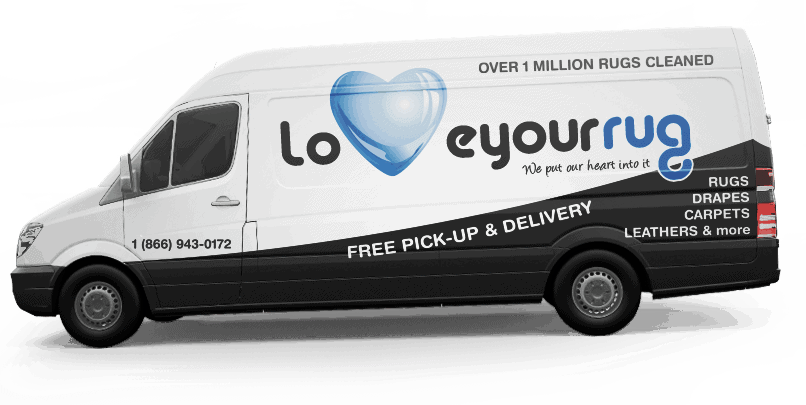 OVER 1 MILLION RUGS CLEANED
Lo eyourrug
We put our heart into it
RUGS
DRAPES
CARPETS
LEATHERS & more
FREE PICK-UP & DELIVERY
1 (866) 943-0172